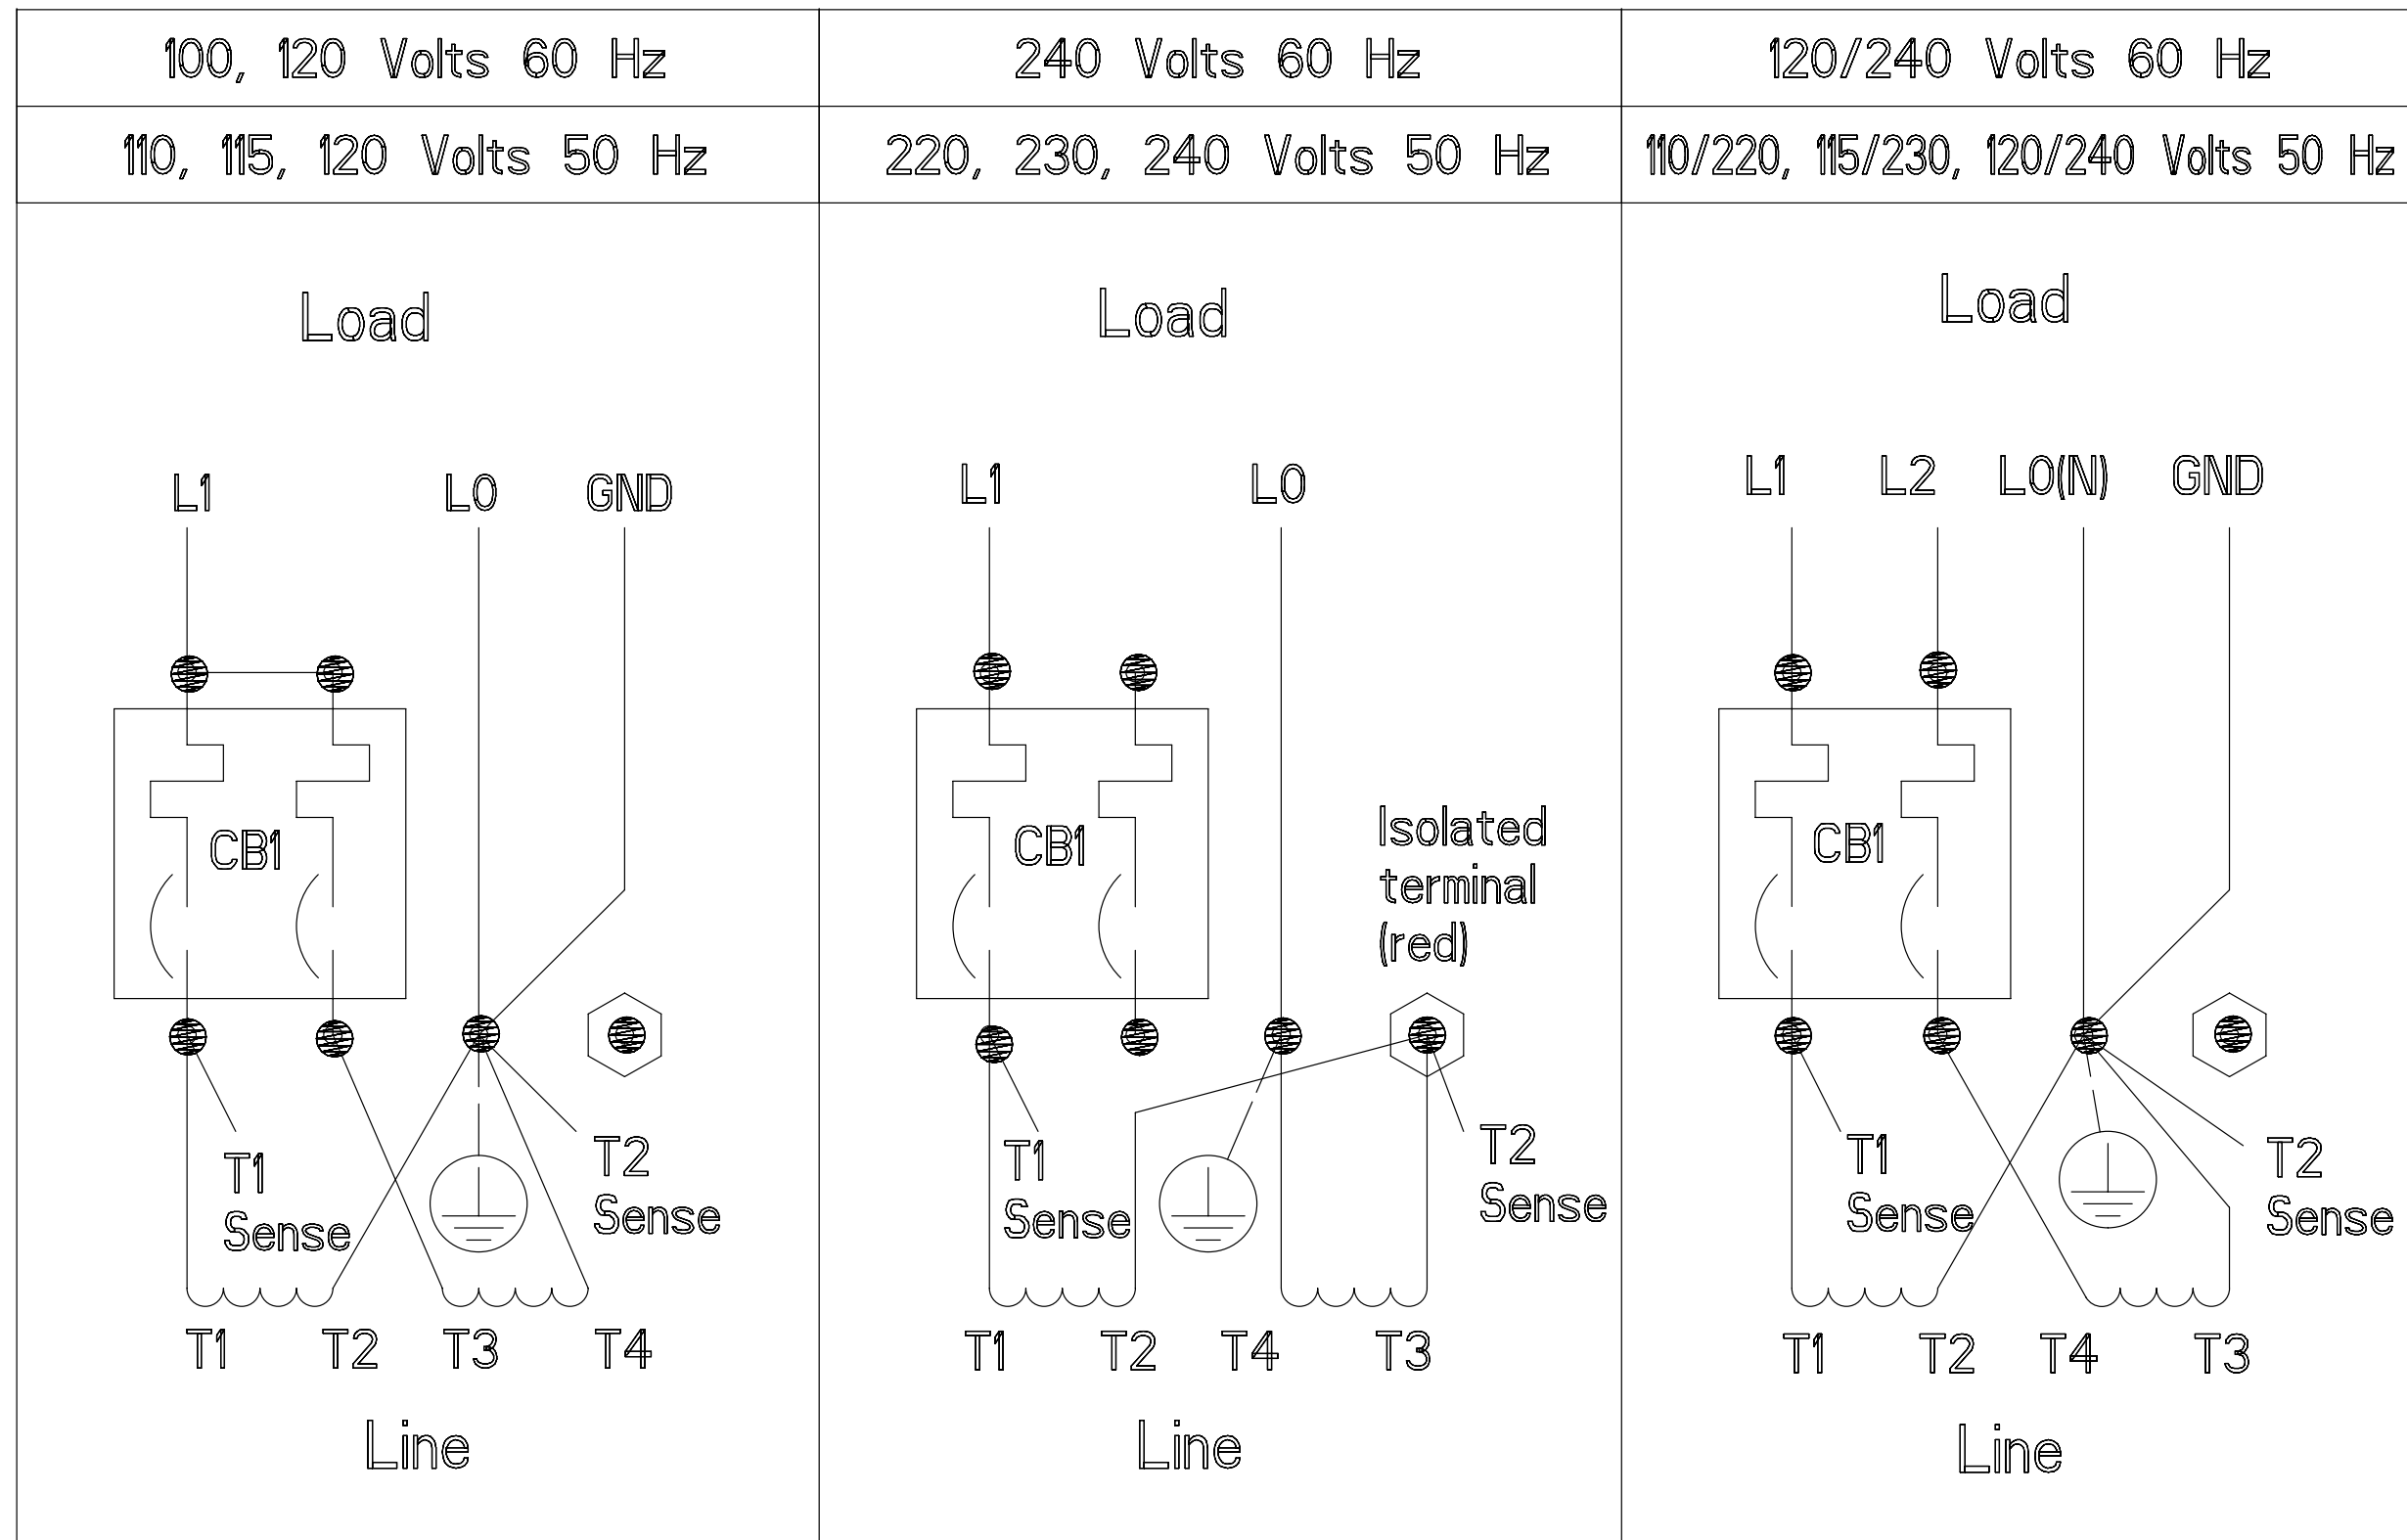 100, 120 Volts 60 Hz
110, 115, 120 Volts 50 Hz
Load
L1 L0 GND
CB1
T1
Sense
T2
Sense
T1 T2 T3 T4
Line
240 Volts 60 Hz
220, 230, 240 Volts 50 Hz
Load
L1 L0
CB1
Isolated
terminal
(red)
T1
Sense
T2
Sense
T1 T2 T4 T3
Line
120/240 Volts 60 Hz
110/220, 115/230, 120/240 Volts 50 Hz
Load
L1 L2 L0(N) GND
CB1
T1
Sense
T2
Sense
T1 T2 T4 T3
Line